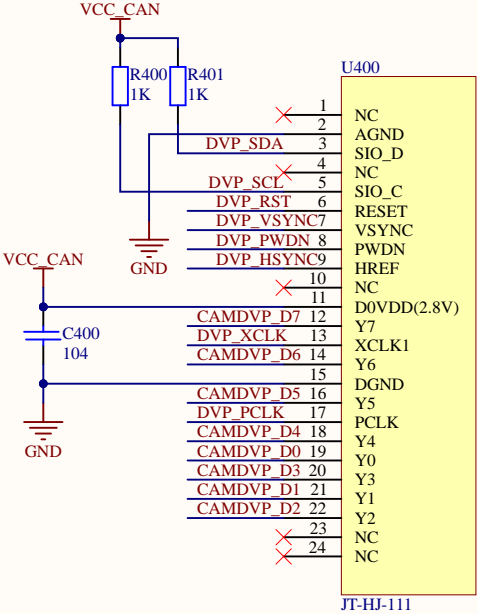 VCC_CAN
R400
1K
R401
1K
U400
1
NC
2
AGND
DVP_SDA
3
SIO_D
4
NC
DVP_SCL
5
SIO_C
DVP_RST
6
RESET
DVP_VSYNC
7
VSYNC
DVP_PWDN
8
PWDN
DVP_HSYNC
9
HREF
GND
VCC_CAN
10
NC
11
D0VDD(2.8V)
CAMDVP_D7
12
Y7
DVP_XCLK
13
XCLK1
CAMDVP_D6
14
Y6
C400
104
15
DGND
CAMDVP_D5
16
Y5
DVP_PCLK
17
PCLK
CAMDVP_D4
18
Y4
GND
CAMDVP_D0
19
Y0
CAMDVP_D3
20
Y3
CAMDVP_D1
21
Y1
CAMDVP_D2
22
Y2
23
NC
24
NC
JT-HJ-111